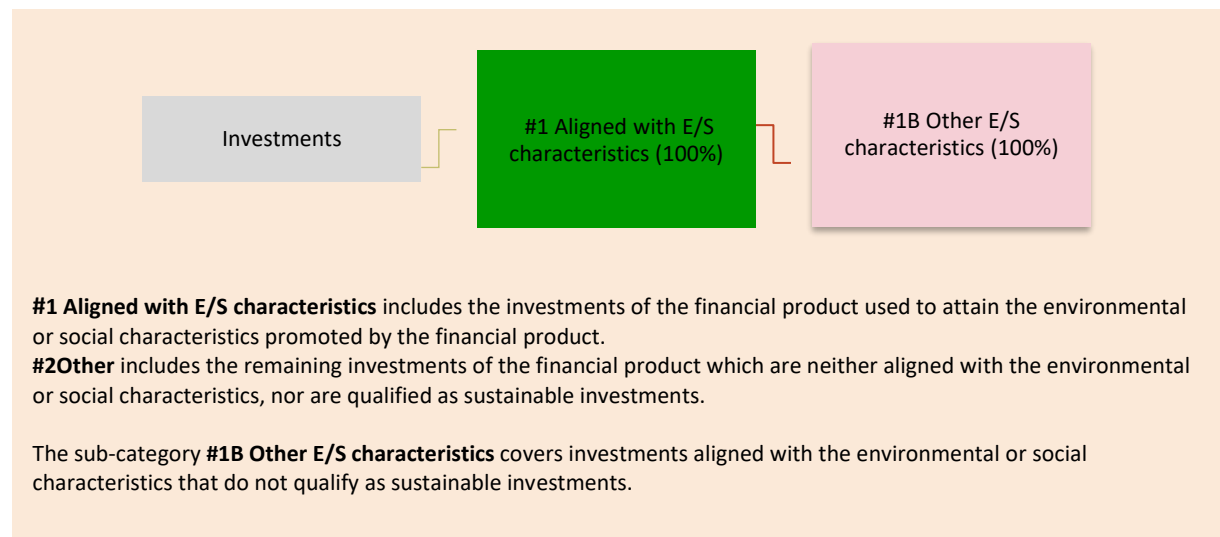 Investments
#1 Aligned with E/S
characteristics (100%)
#1B Other E/S
characteristics (100%)
#1 Aligned with E/S characteristics includes the investments of the financial product used to attain the environmental
or social characteristics promoted by the financial product.
#2Other includes the remaining investments of the financial product which are neither aligned with the environmental
or social characteristics, nor are qualified as sustainable investments.
The sub-category #1B Other E/S characteristics covers investments aligned with the environmental or social
characteristics that do not qualify as sustainable investments.